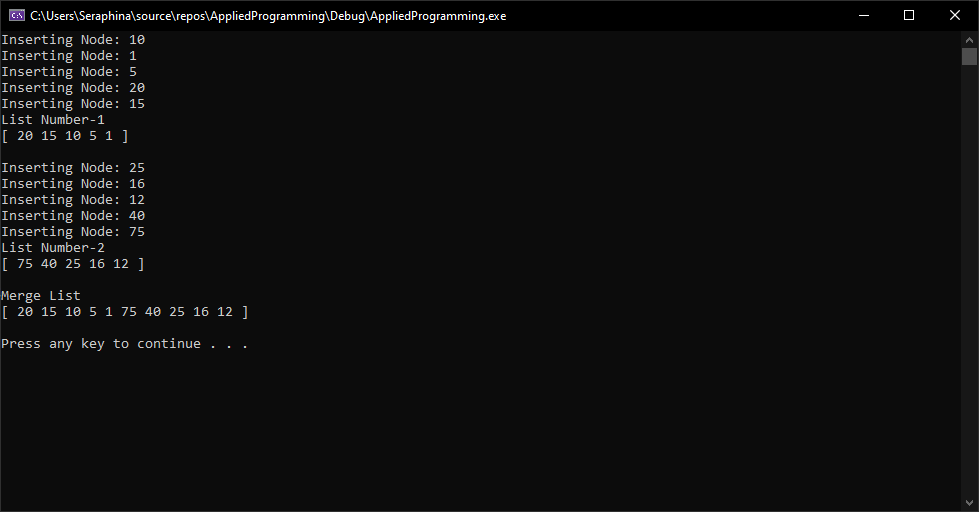 C:\Users\Seraphina\source\repos\AppliedProgramming\Debug\AppliedProgramming.exe
Inserting Node: 10
Inserting Node: 1
Inserting Node: 5
Inserting Node: 20
Inserting Node: 15
List Number-1
[ 20 15 10 5 1 ]
Inserting Node: 25
Inserting Node: 16
Inserting Node: 12
Inserting Node: 40
Inserting Node: 75
List Number-2
[ 75 40 25 16 12 ]
Merge List
[ 20 15 10 5 1 75 40 25 16 12 ]
Press any key to continue . . .